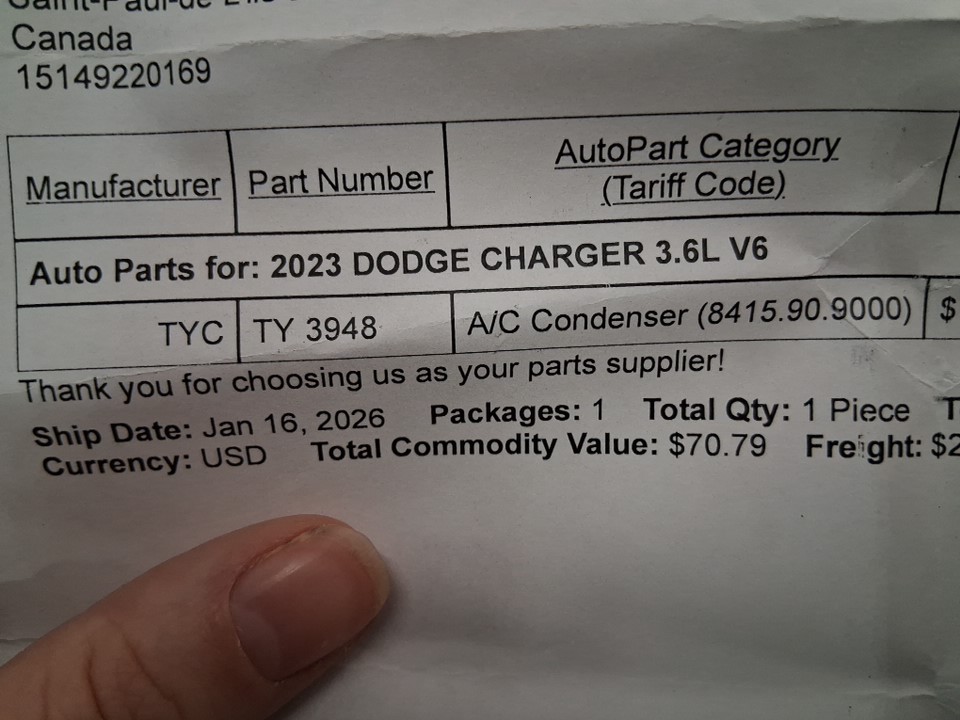 Canada
15149220169
Manufacturer Part Number AutoPart Category
(Tariff Code)
Auto Parts for: 2023 DODGE CHARGER 3.6L V6
TYC TY 3948 A/C Condenser (8415.90.9000) $
Thank you for choosing us as your parts supplier!
Ship Date: Jan 16, 2026 Packages: 1 Total Qty: 1 Piece T
Currency: USD Total Commodity Value: $70.79 Freight: $2